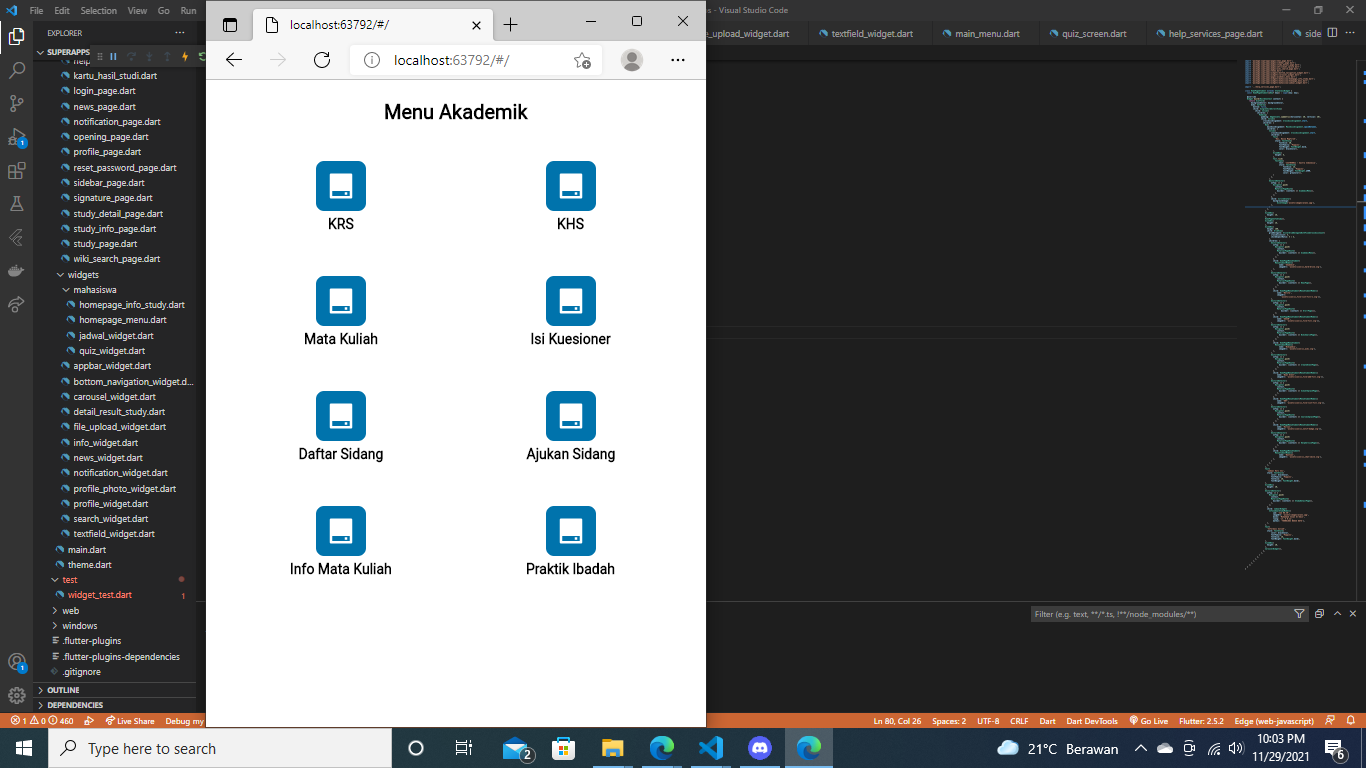 File Edit Selection View Go Run
- Visual Studio Code
localhost:63792/#/
localhost:63792/#/
EXPLORER
SUPERAPPS
kartu_hasil_studi.dart
login_page.dart
news_page.dart
notification_page.dart
opening_page.dart
profile_page.dart
reset_password_page.dart
sidebar_page.dart
signature_page.dart
study_detail_page.dart
study_info_page.dart
study_page.dart
wiki_search_page.dart
widgets
mahasiswa
homepage_info_study.dart
homepage_menu.dart
jadwal_widget.dart
quiz_widget.dart
appbar_widget.dart
bottom_navigation_widget.d...
carousel_widget.dart
detail_result_study.dart
file_upload_widget.dart
info_widget.dart
news_widget.dart
notification_widget.dart
profile_photo_widget.dart
profile_widget.dart
search_widget.dart
textfield_widget.dart
main.dart
theme.dart
test
widget_test.dart 1
web
windows
.flutter-plugins
.flutter-plugins-dependencies
.gitignore
OUTLINE
DEPENDENCIES
1
1
Menu Akademik
KRS KHS
Mata Kuliah Isi Kuesioner
Daftar Sidang Ajukan Sidang
Info Mata Kuliah Praktik Ibadah
e_upload_widget.dart textfield_widget.dart main_menu.dart quiz_screen.dart help_services_page.dart side
Filter (e.g. text, **/*.ts, !**/node_modules/**)
1 0 460 Live Share Debug my
Ln 80, Col 26 Spaces: 2 UTF-8 CRLF Dart Dart DevTools Go Live Flutter: 2.5.2 Edge (web-javascript)
Type here to search
2
21°C Berawan
10:03 PM
11/29/2021
6